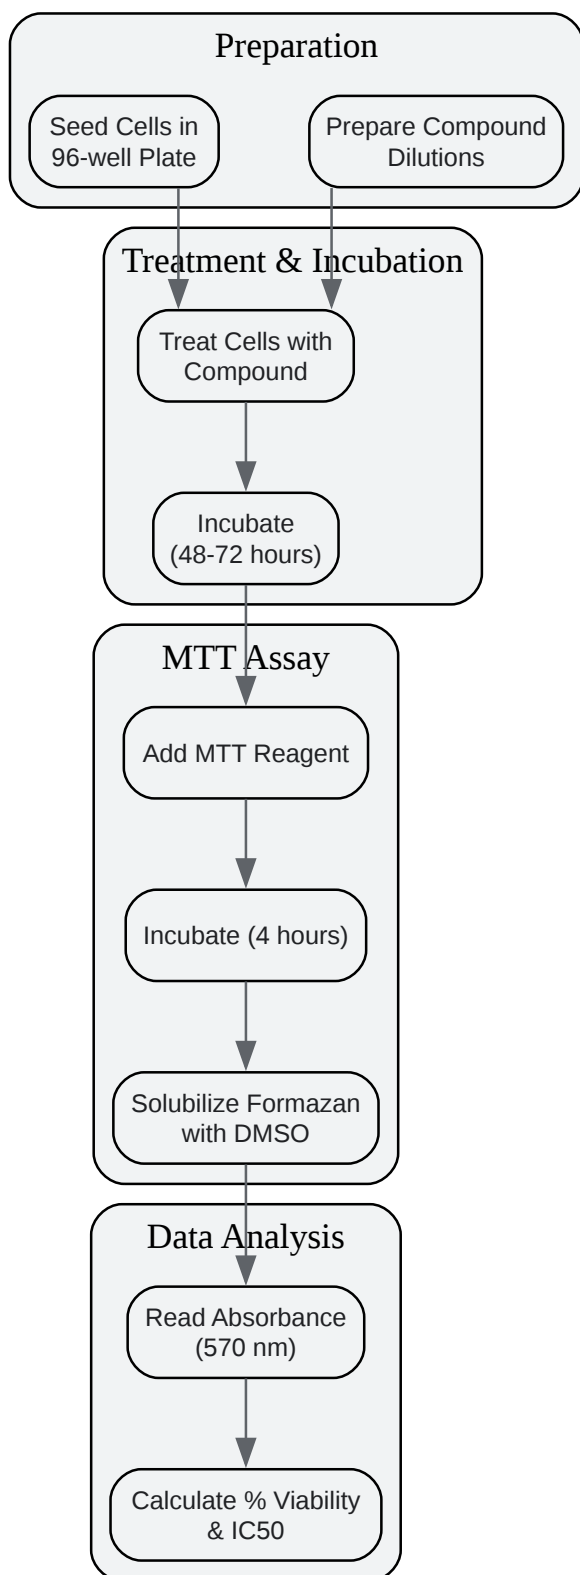 Preparation
Seed Cells in
96-well Plate
Prepare Compound
Dilutions
Treatment & Incubation
Treat Cells with
Compound
Incubate
(48-72 hours)
MTT Assay
Add MTT Reagent
Incubate (4 hours)
Solubilize Formazan
with DMSO
Data Analysis
Read Absorbance
(570 nm)
Calculate % Viability
& IC50